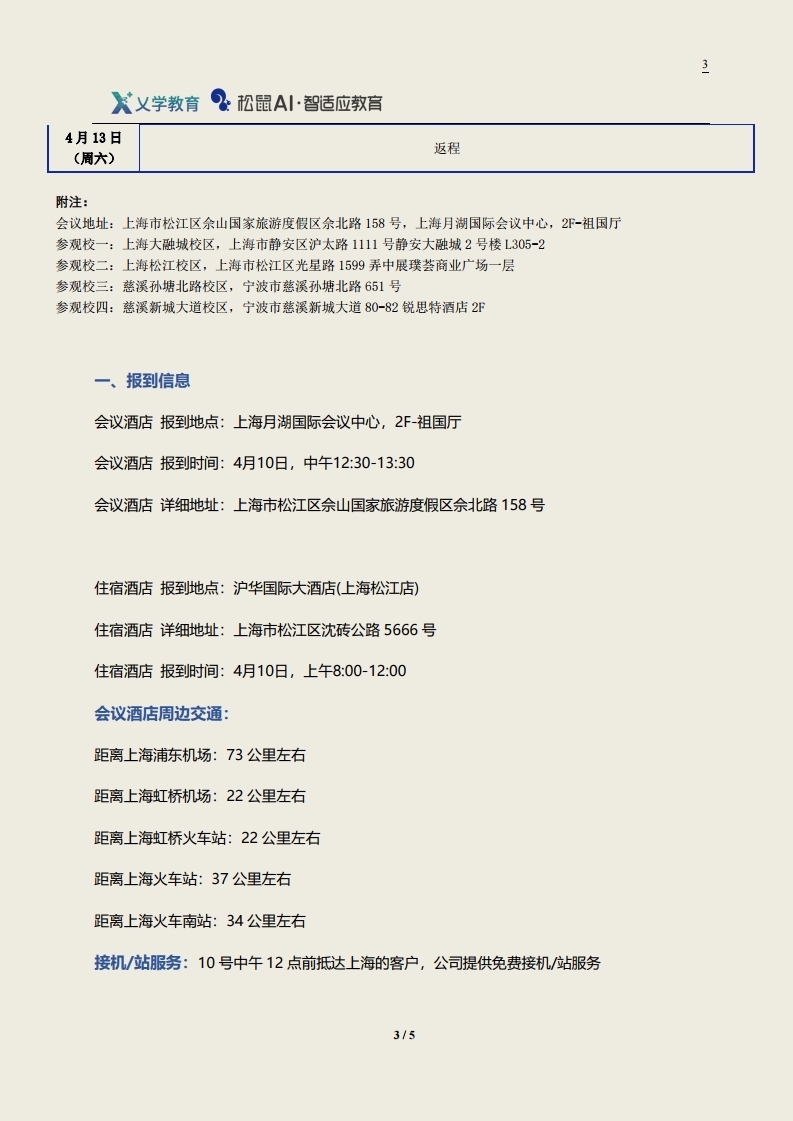 3
乂学教育 松鼠AI·智适应教育
4 月 13 日
（周六）
返程
附注：
会议地址：上海市松江区佘山国家旅游度假区佘北路 158 号，上海月湖国际会议中心，2F-祖国厅
参观校一：上海大融城校区，上海市静安区沪太路 1111 号静安大融城 2 号楼 L305-2
参观校二：上海松江校区，上海市松江区光星路 1599 弄中展璞荟商业广场一层
参观校三：慈溪孙塘北路校区，宁波市慈溪孙塘北路 651 号
参观校四：慈溪新城大道校区，宁波市慈溪新城大道 80-82 锐思特酒店 2F
一、报到信息
会议酒店 报到地点：上海月湖国际会议中心，2F-祖国厅
会议酒店 报到时间：4月10日，中午12:30-13:30
会议酒店 详细地址：上海市松江区佘山国家旅游度假区佘北路 158 号
住宿酒店 报到地点：沪华国际大酒店(上海松江店)
住宿酒店 详细地址：上海市松江区沈砖公路 5666 号
住宿酒店 报到时间：4月10日，上午8:00-12:00
会议酒店周边交通：
距离上海浦东机场：73 公里左右
距离上海虹桥机场：22 公里左右
距离上海虹桥火车站：22 公里左右
距离上海火车站：37 公里左右
距离上海火车南站：34 公里左右
接机/站服务：10 号中午 12 点前抵达上海的客户，公司提供免费接机/站服务
3 / 5